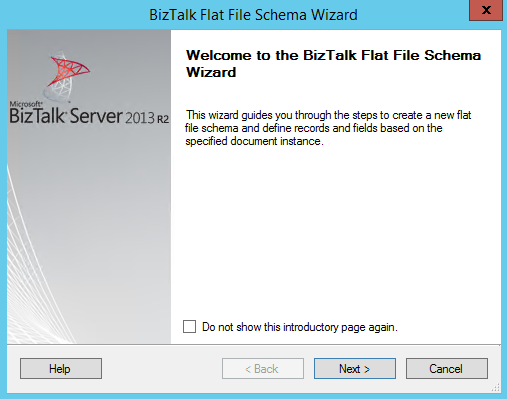 BizTalk Flat File Schema Wizard
x
Microsoft®
BizTalk® Server 2013 R2
Welcome to the BizTalk Flat File Schema
Wizard
This wizard guides you through the steps to create a new flat
file schema and define records and fields based on the
specified document instance.
Do not show this introductory page again.
Help
< Back
Next >
Cancel